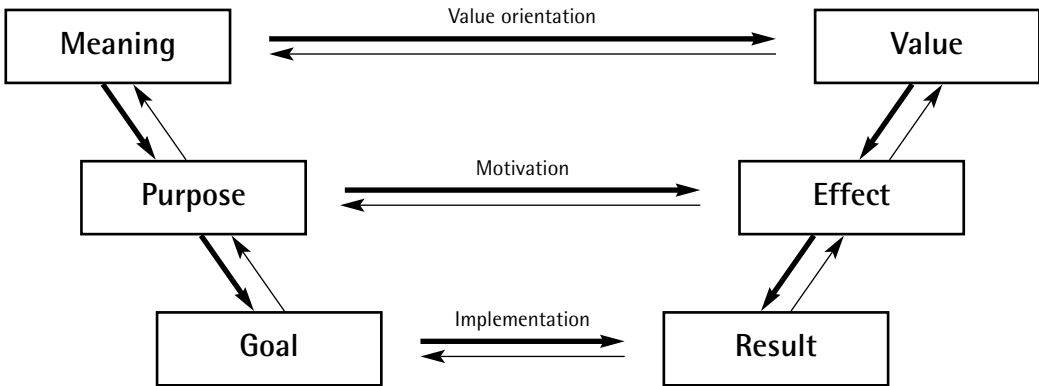 Value orientation
Meaning
Value
Motivation
Purpose
Effect
Implementation
Goal
Result